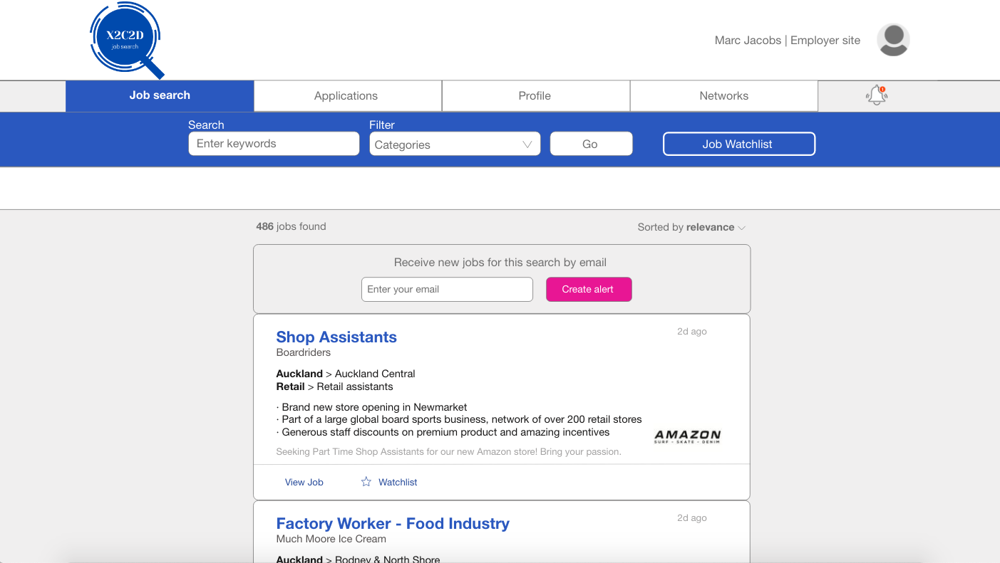 X2C2D
job search
Marc Jacobs | Employer site
Job search
Applications
Profile
Networks
Search
Filter
Enter keywords
Categories
Go
Job Watchlist
486 jobs found
Sorted by relevance
Receive new jobs for this search by email
Enter your email
Create alert
Shop Assistants
2d ago
Boardriders
Auckland > Auckland Central
Retail > Retail assistants
· Brand new store opening in Newmarket
· Part of a large global board sports business, network of over 200 retail stores
· Generous staff discounts on premium product and amazing incentives
AMAZON
SURF - SKATE - DENIM
Seeking Part Time Shop Assistants for our new Amazon store! Bring your passion.
View Job
Watchlist
Factory Worker - Food Industry
2d ago
Much Moore Ice Cream
Auckland > Rodney & North Shore